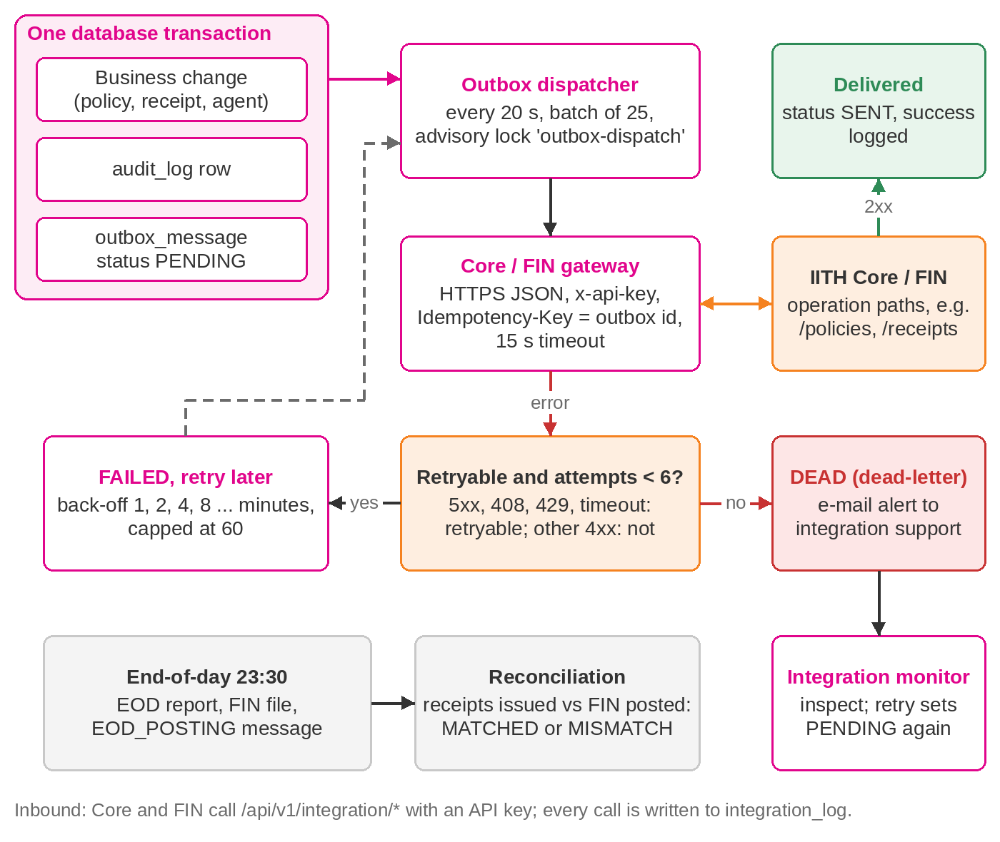 One database transaction
Business change
(policy, receipt, agent)
audit_log row
outbox_message
status PENDING
Outbox dispatcher
every 20 s, batch of 25,
advisory lock 'outbox-dispatch'
Delivered
status SENT, success
logged
2xx
Core / FIN gateway
HTTPS JSON, x-api-key,
Idempotency-Key = outbox id,
15 s timeout
IITH Core / FIN
operation paths, e.g.
/policies, /receipts
error
FAILED, retry later
back-off 1, 2, 4, 8 ... minutes,
capped at 60
yes
Retryable and attempts < 6?
5xx, 408, 429, timeout:
retryable; other 4xx: not
no
DEAD (dead-letter)
e-mail alert to
integration support
End-of-day 23:30
EOD report, FIN file,
EOD_POSTING message
Reconciliation
receipts issued vs FIN posted:
MATCHED or MISMATCH
Integration monitor
inspect; retry sets
PENDING again
Inbound: Core and FIN call /api/v1/integration/* with an API key; every call is written to integration_log.